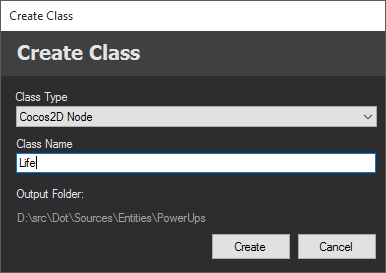 Create Class
Create Class
Class Type
Cocos2D Node
Class Name
Life
Output Folder:
D:\src\Dot\Sources\Entities\PowerUps
Create
Cancel